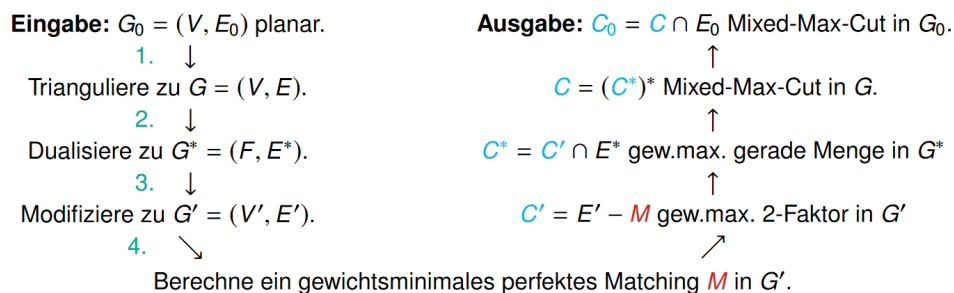 Eingabe: G₀ = (V, E₀) planar.
1. ↓
Trianguliere zu G = (V, E).
2. ↓
Dualisiere zu G* = (F, E*).
3. ↓
Modifiziere zu G′ = (V′, E′).
4. ↘
Berechne ein gewichtsminimales perfektes Matching M in G′.
↗
C′ = E′ − M gew.max. 2-Faktor in G′
↑
C* = C′ ∩ E* gew.max. gerade Menge in G*
↑
C = (C*)* Mixed-Max-Cut in G.
↑
Ausgabe: C₀ = C ∩ E₀ Mixed-Max-Cut in G₀.